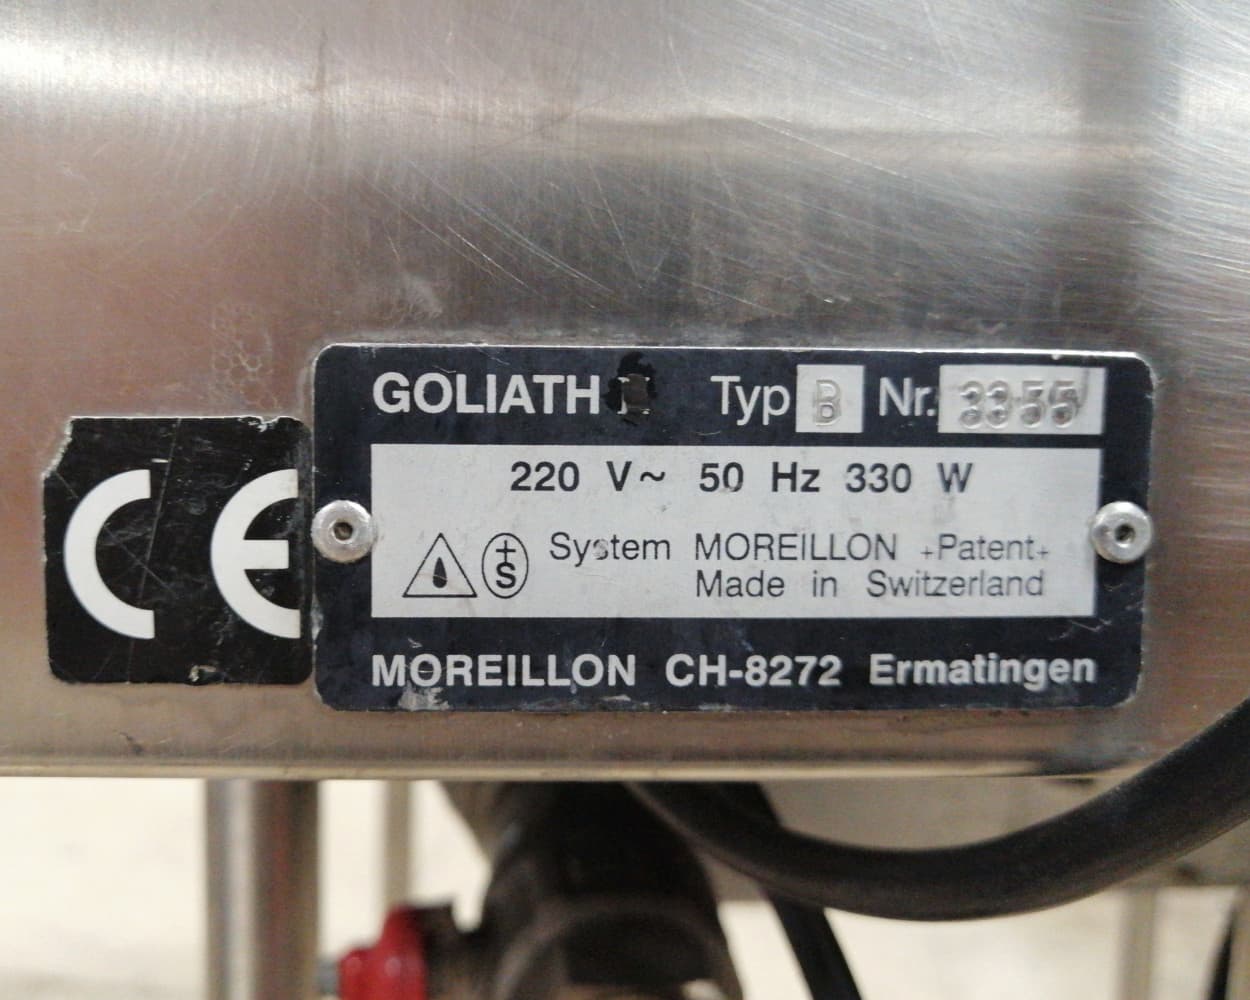 GOLIATH Typ B Nr. 3355
220 V~ 50 Hz 330 W
System MOREILLON +Patent+
Made in Switzerland
MOREILLON CH-8272 Ermatingen
CE
+S